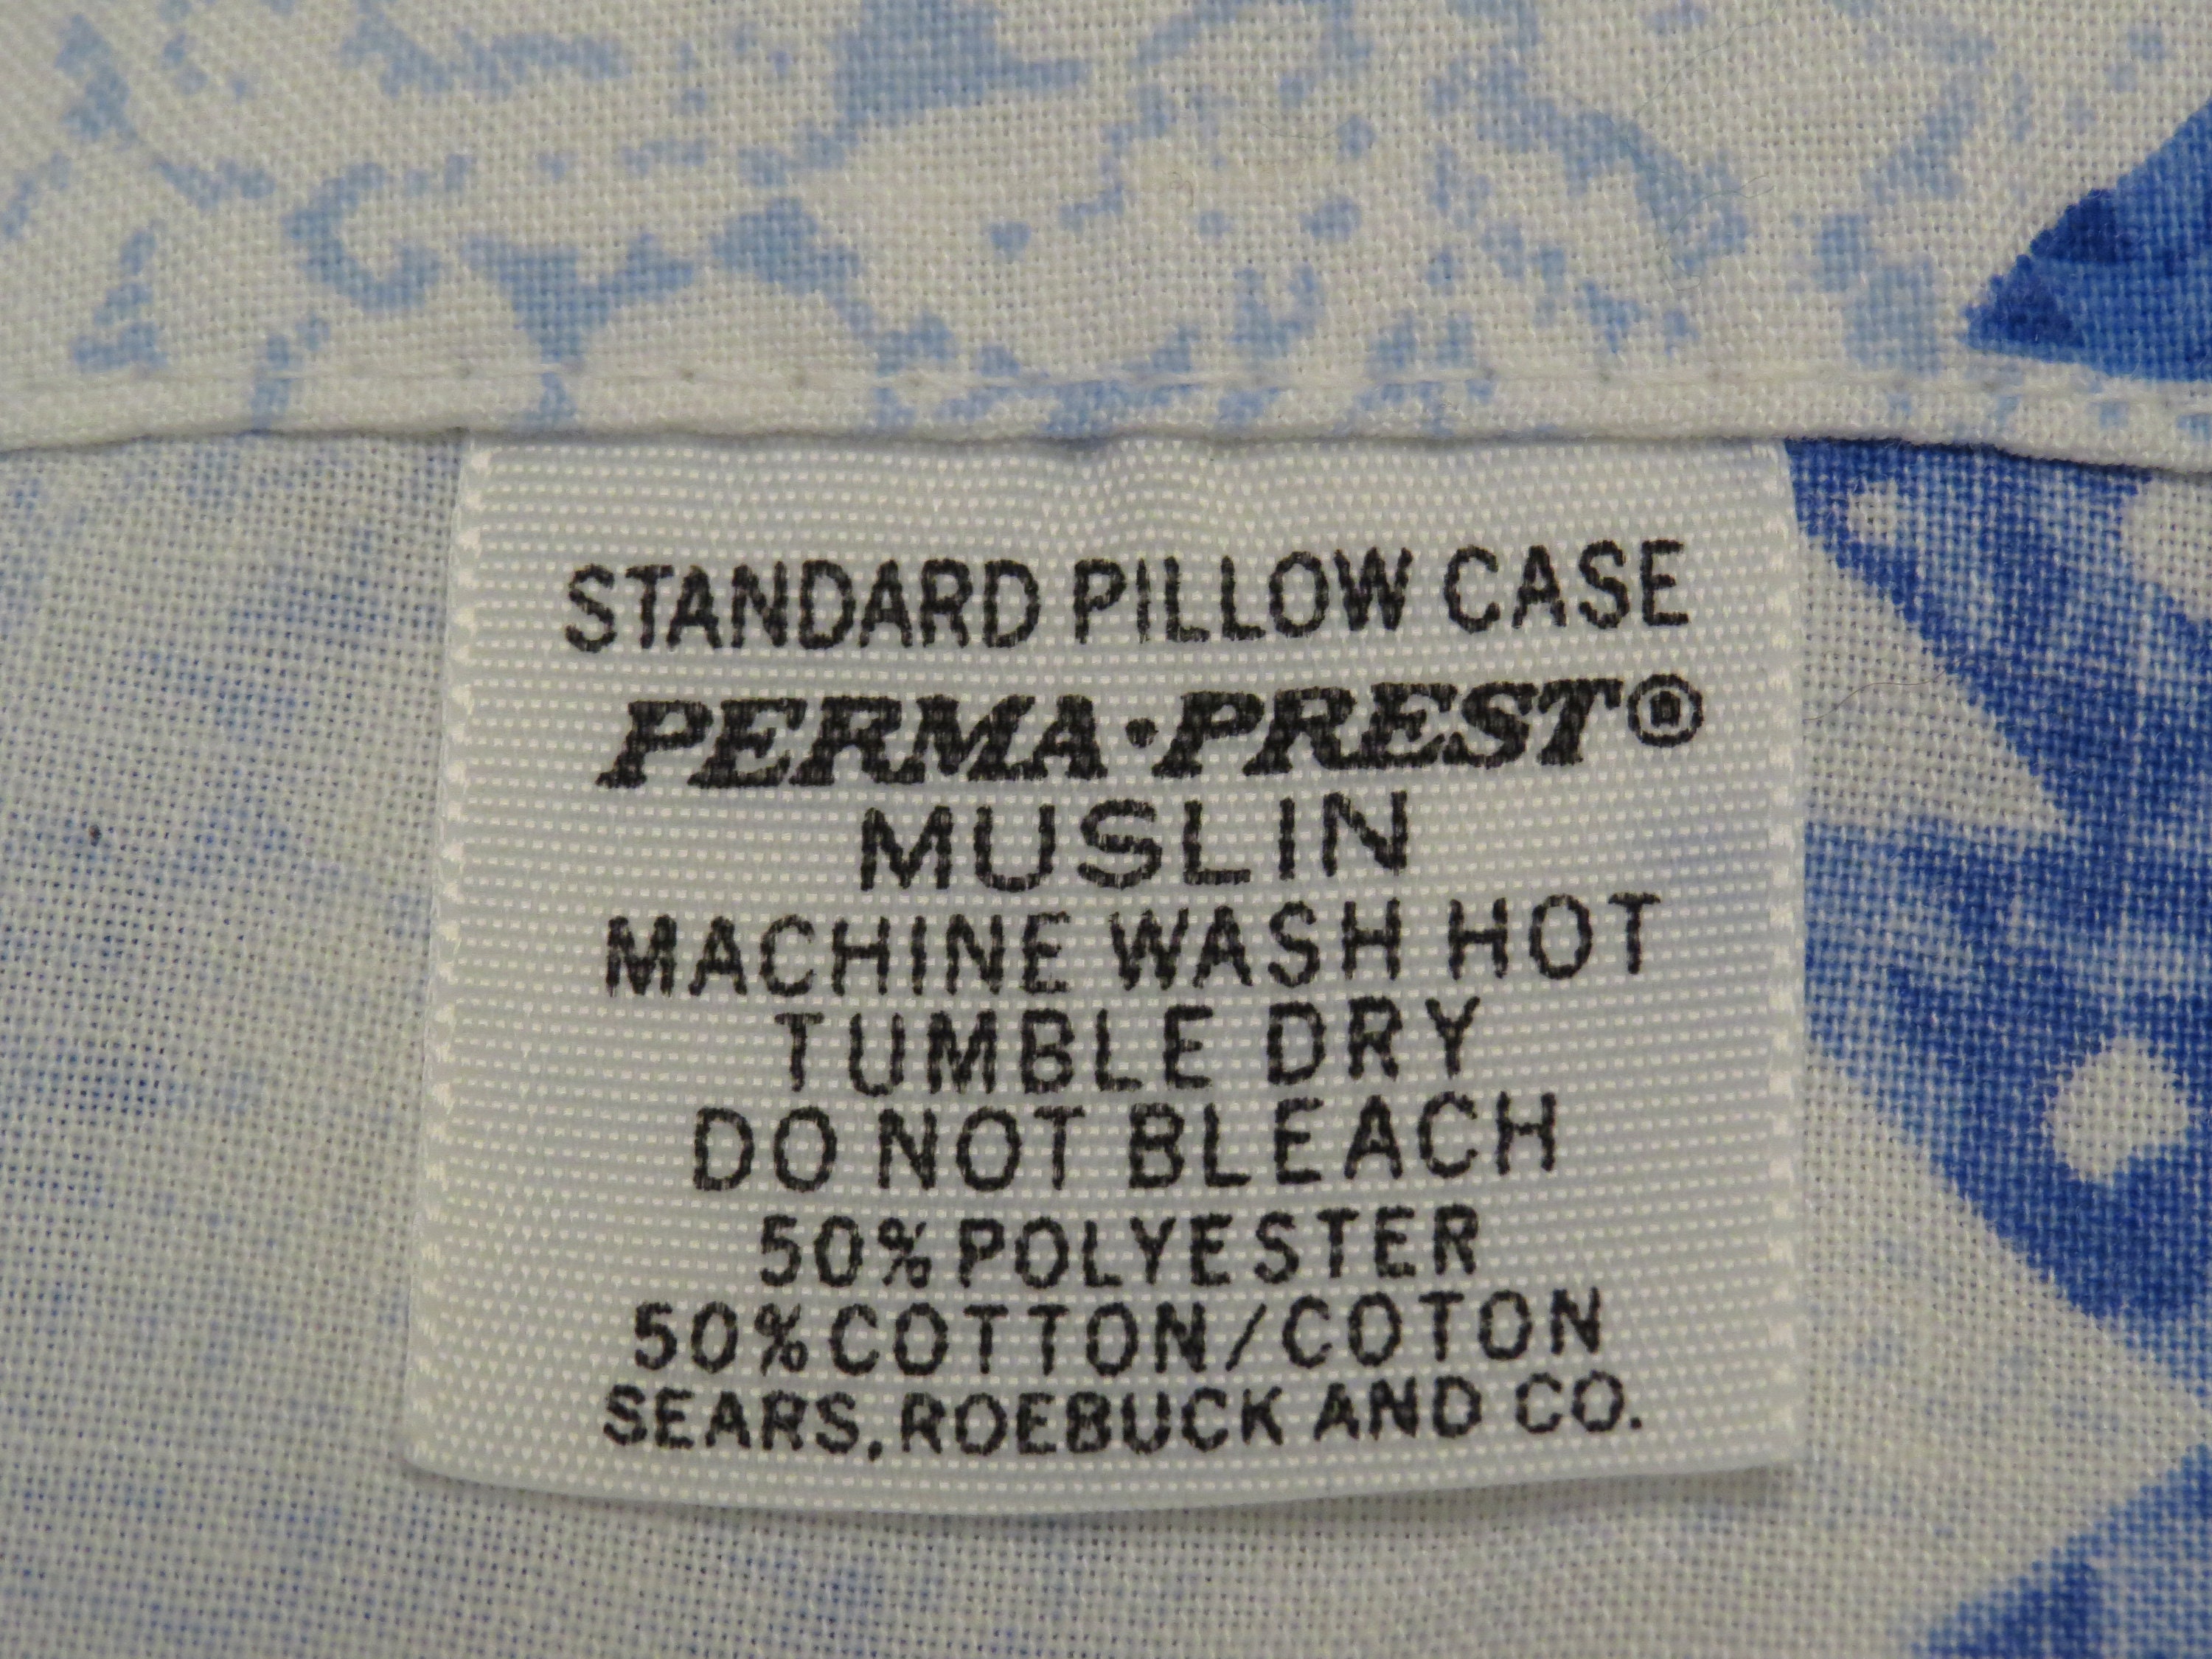 STANDARD PILLOW CASE
PERMA·PREST®
MUSLIN
MACHINE WASH HOT
TUMBLE DRY
DO NOT BLEACH
50% POLYESTER
50% COTTON/COTON
SEARS, ROEBUCK AND CO.